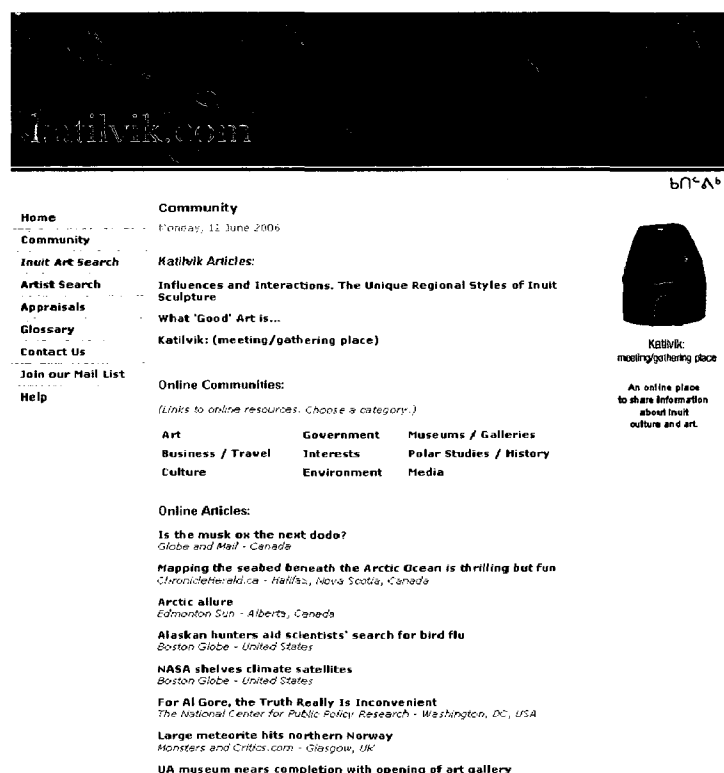 katilvik.com
ᑲᑎᓪᕕᒃ
Home
Community
Inuit Art Search
Artist Search
Appraisals
Glossary
Contact Us
Join our Mail List
Help
Community
Monday, 12 June 2006
Katilvik Articles:
Influences and Interactions. The Unique Regional Styles of Inuit
Sculpture
What 'Good' Art is...
Katilvik: (meeting/gathering place)
Online Communities:
(Links to online resources. Choose a category.)
Art Government Museums / Galleries
Business / Travel Interests Polar Studies / History
Culture Environment Media
Online Articles:
Is the musk ox the next dodo?
Globe and Mail - Canada
Mapping the seabed beneath the Arctic Ocean is thrilling but fun
ChronicleHerald.ca - Halifax, Nova Scotia, Canada
Arctic allure
Edmonton Sun - Alberta, Canada
Alaskan hunters aid scientists' search for bird flu
Boston Globe - United States
NASA shelves climate satellites
Boston Globe - United States
For Al Gore, the Truth Really Is Inconvenient
The National Center for Public Policy Research - Washington, DC, USA
Large meteorite hits northern Norway
Monsters and Critics.com - Glasgow, UK
UA museum nears completion with opening of art gallery
Katilvik:
meeting/gathering place
An online place
to share information
about Inuit
culture and art.